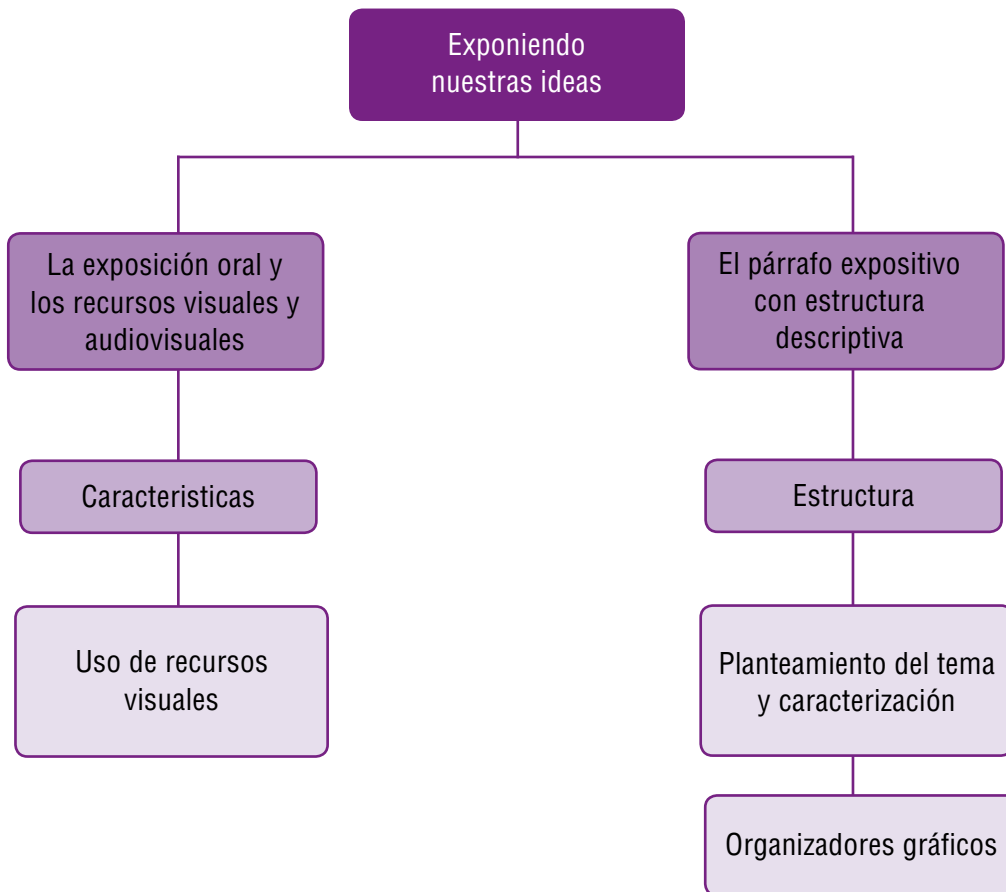 Exponiendo
nuestras ideas
La exposición oral y
los recursos visuales y
audiovisuales
El párrafo expositivo
con estructura
descriptiva
Caracteristicas
Estructura
Uso de recursos
visuales
Planteamiento del tema
y caracterización
Organizadores gráficos